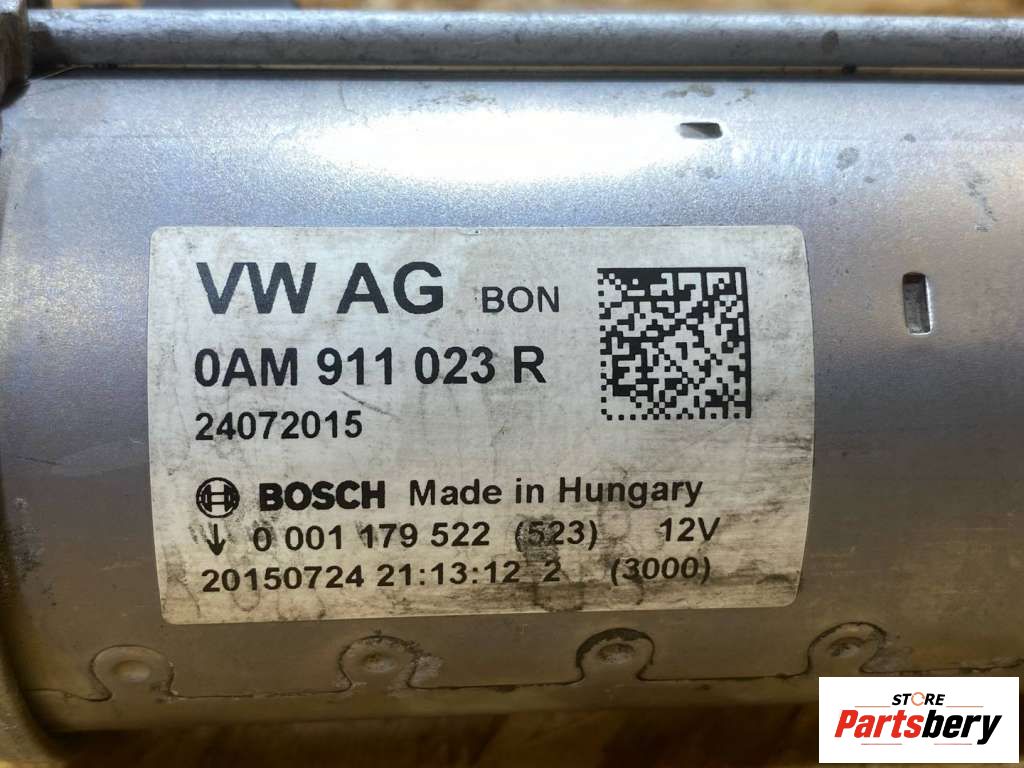 VW AG BON
0AM 911 023 R
24072015
BOSCH Made in Hungary
0 001 179 522 (523) 12V
20150724 21:13:12 2 (3000)
STORE
Partsbery